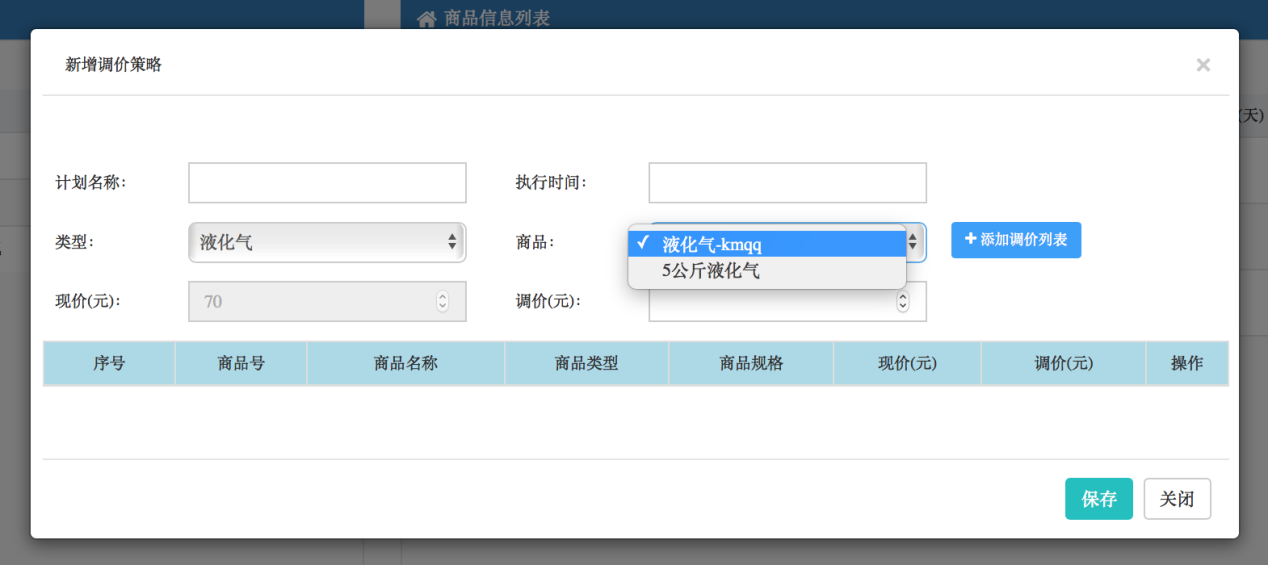 商品信息列表
新增调价策略
×
(天)
计划名称:
执行时间:
类型:
液化气
商品:
✓ 液化气-kmqq
5公斤液化气
+ 添加调价列表
现价(元):
70
调价(元):
序号 商品号 商品名称 商品类型 商品规格 现价(元) 调价(元) 操作
保存 关闭